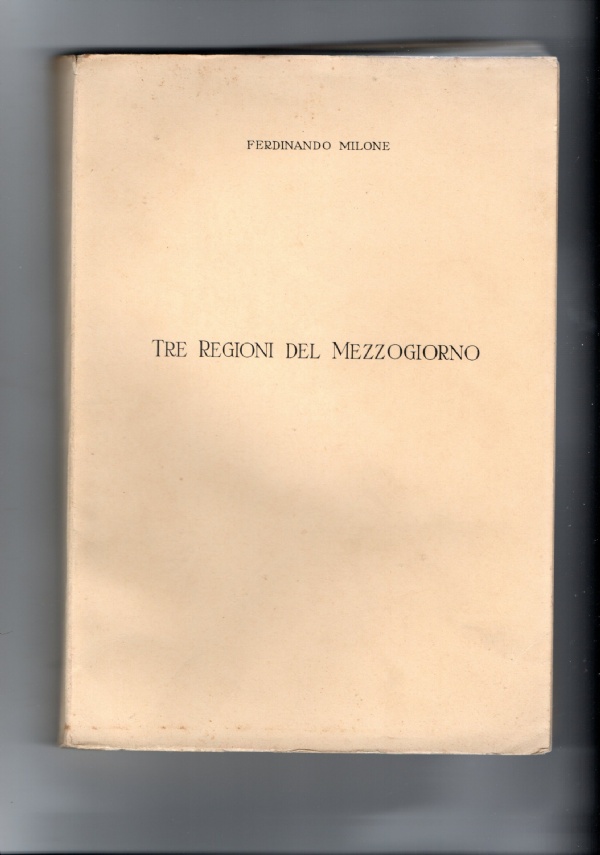 FERDINANDO MILONE
TRE REGIONI DEL MEZZOGIORNO